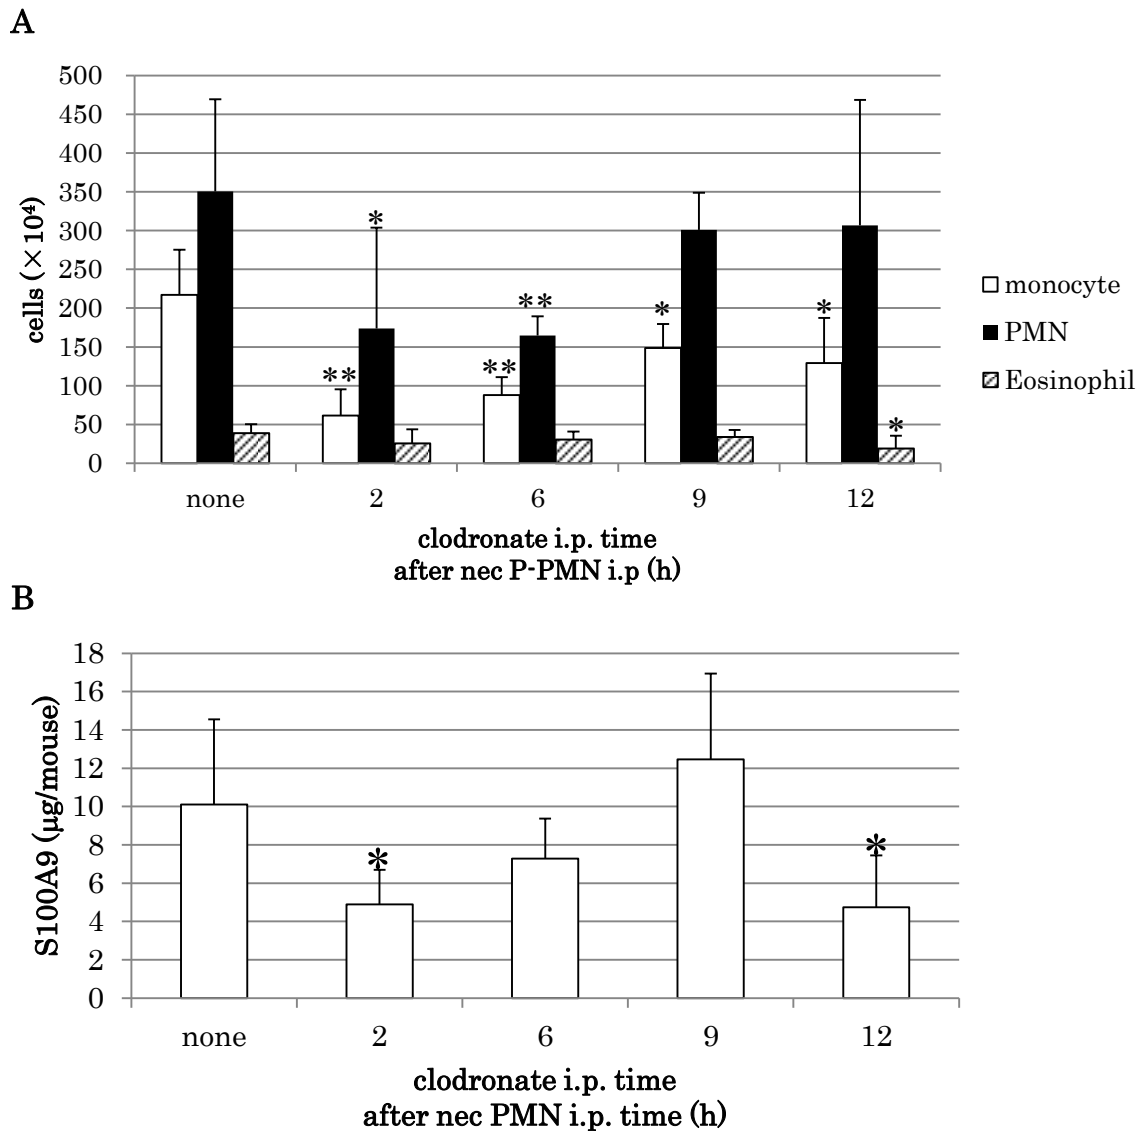 A
500
450
400
350
300
250
200
150
100
50
0
cells (×10⁴)
*
**
**
**
*
*
*
monocyte
PMN
Eosinophil
none 2 6 9 12
clodronate i.p. time
after nec P-PMN i.p (h)
B
18
16
14
12
10
8
6
4
2
0
S100A9 (µg/mouse)
*
*
none 2 6 9 12
clodronate i.p. time
after nec PMN i.p. time (h)